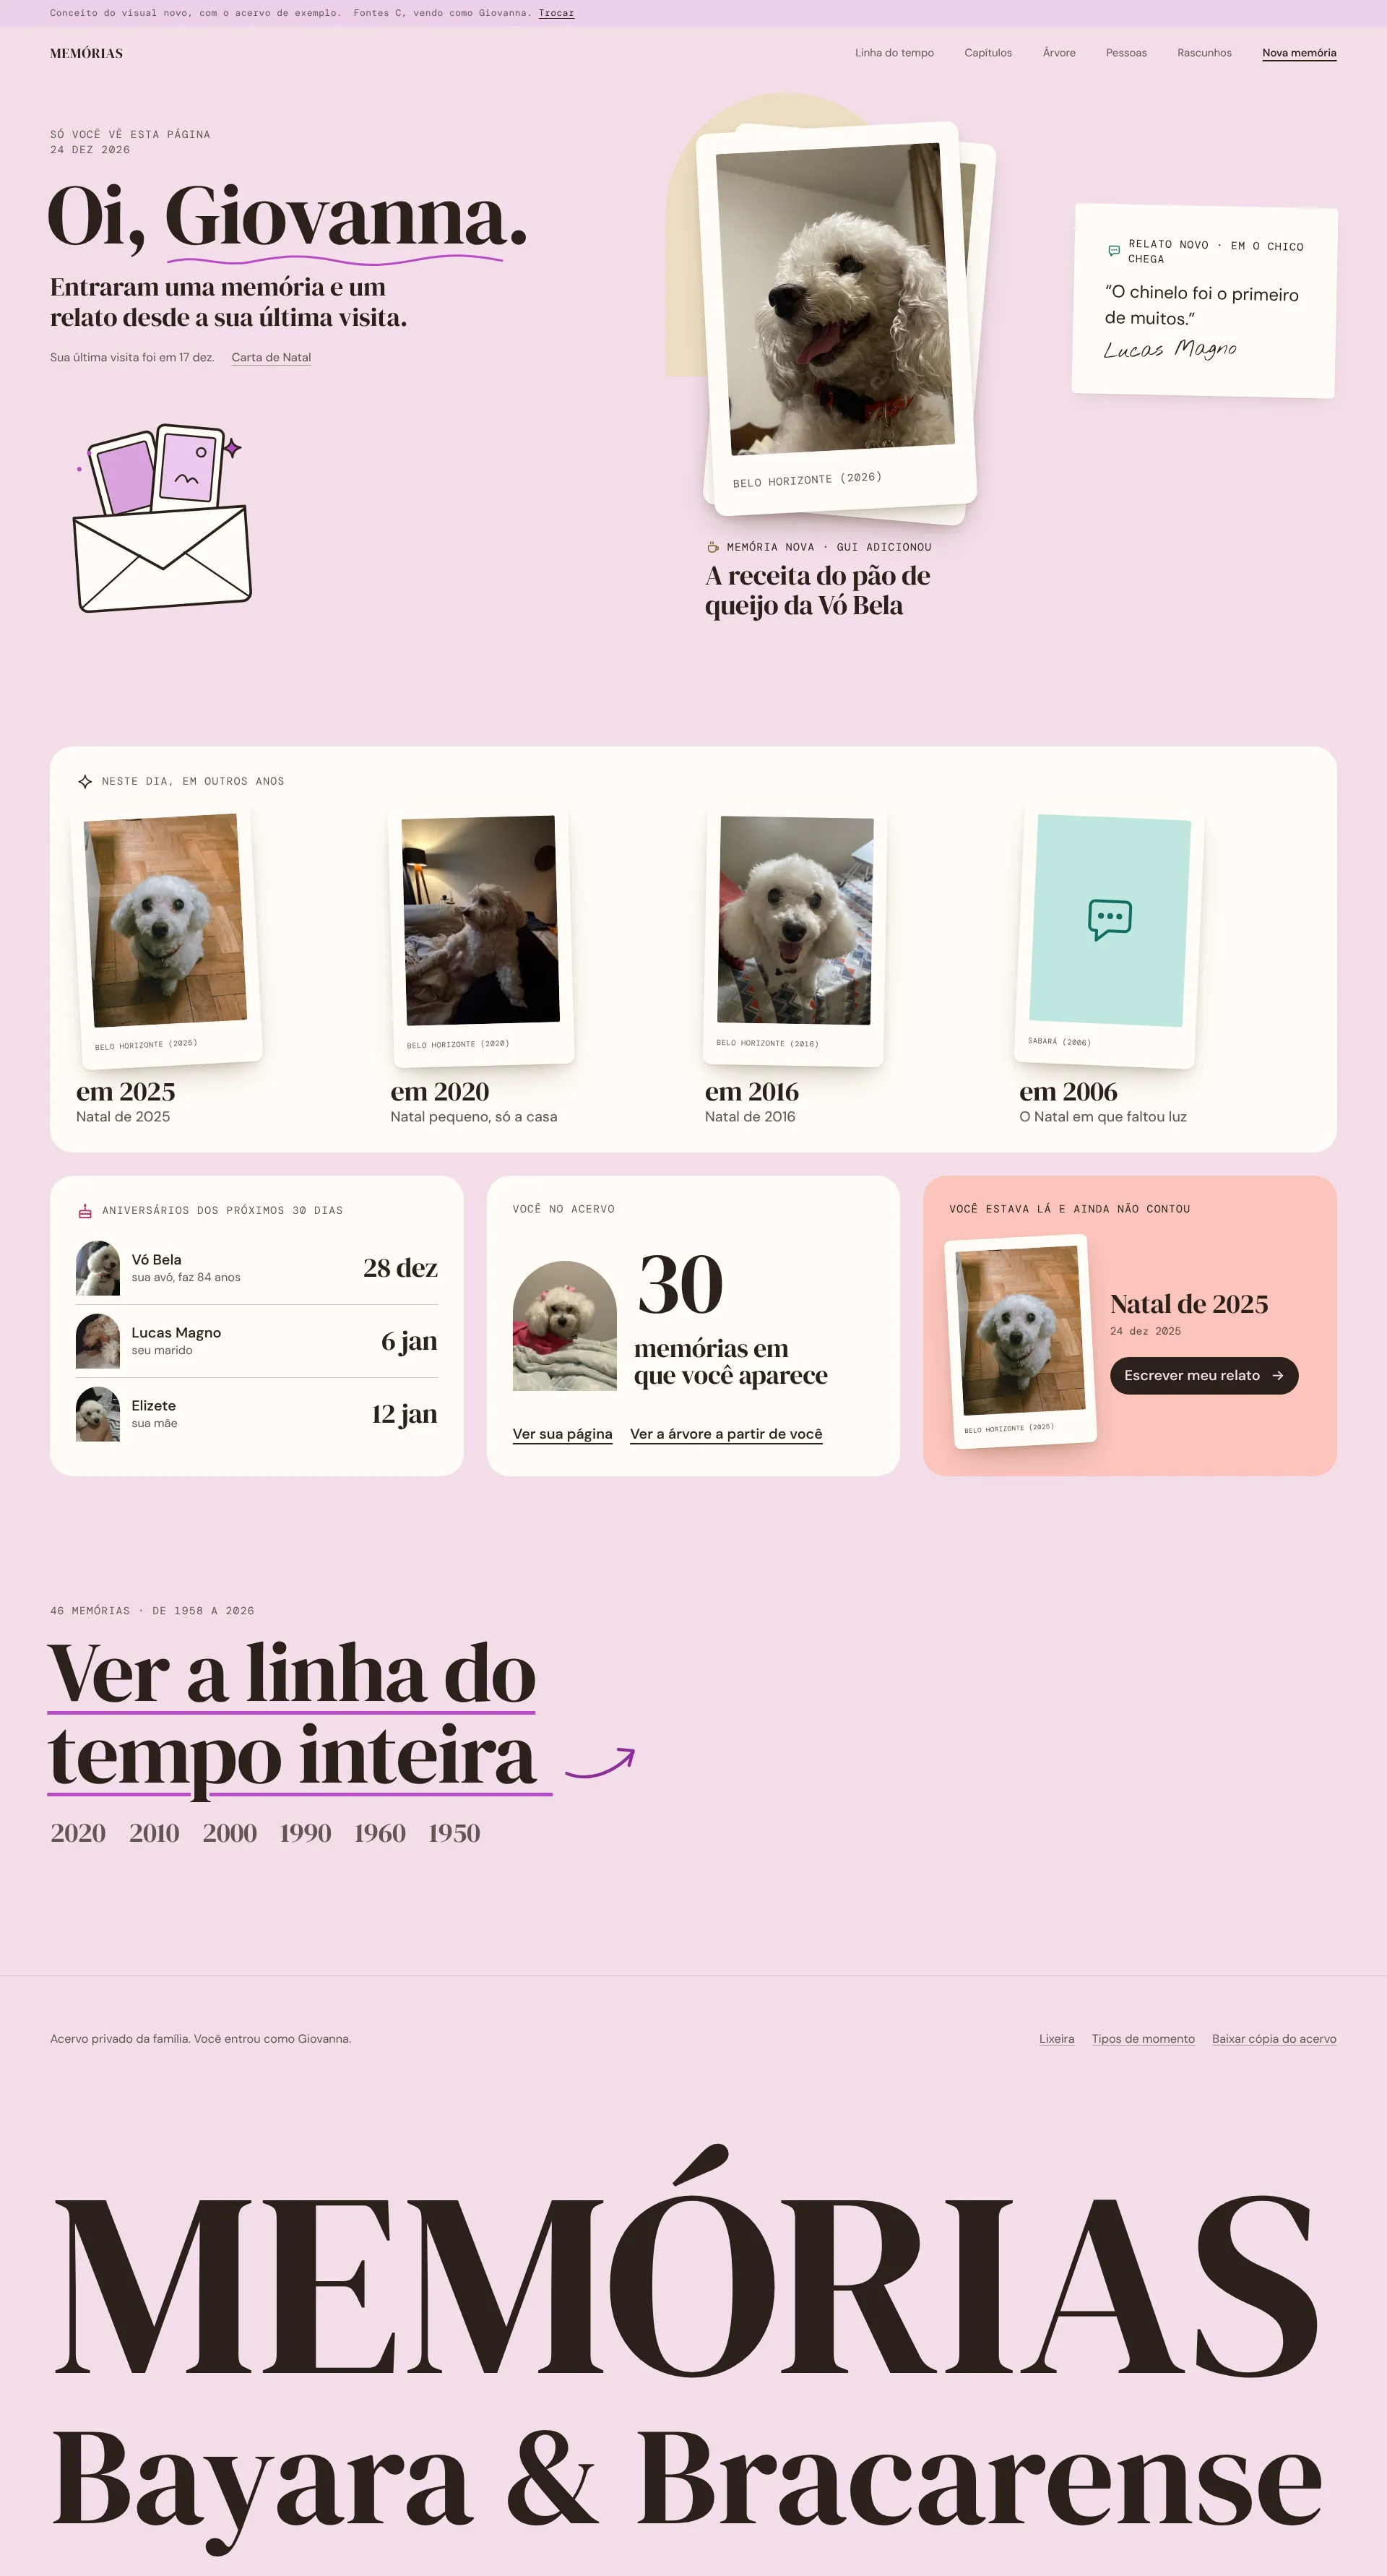 Conceito do visual novo, com o acervo de exemplo. Fontes C, vendo como Giovanna. Trocar
MEMÓRIAS
Linha do tempo Capítulos Árvore Pessoas Rascunhos Nova memória
SÓ VOCÊ VÊ ESTA PÁGINA
24 DEZ 2026
Oi, Giovanna.
Entraram uma memória e um
relato desde a sua última visita.
Sua última visita foi em 17 dez. Carta de Natal
BELO HORIZONTE (2026)
MEMÓRIA NOVA · GUI ADICIONOU
A receita do pão de
queijo da Vó Bela
RELATO NOVO · EM O CHICO
CHEGA
“O chinelo foi o primeiro
de muitos.”
Lucas Magno
NESTE DIA, EM OUTROS ANOS
BELO HORIZONTE (2025)
em 2025
Natal de 2025
BELO HORIZONTE (2020)
em 2020
Natal pequeno, só a casa
BELO HORIZONTE (2016)
em 2016
Natal de 2016
SABARÁ (2006)
em 2006
O Natal em que faltou luz
ANIVERSÁRIOS DOS PRÓXIMOS 30 DIAS
Vó Bela
sua avó, faz 84 anos
28 dez
Lucas Magno
seu marido
6 jan
Elizete
sua mãe
12 jan
VOCÊ NO ACERVO
30
memórias em
que você aparece
Ver sua página Ver a árvore a partir de você
VOCÊ ESTAVA LÁ E AINDA NÃO CONTOU
BELO HORIZONTE (2025)
Natal de 2025
24 dez 2025
Escrever meu relato →
46 MEMÓRIAS · DE 1958 A 2026
Ver a linha do
tempo inteira
2020 2010 2000 1990 1960 1950
Acervo privado da família. Você entrou como Giovanna.
Lixeira Tipos de momento Baixar cópia do acervo
MEMÓRIAS
Bayara & Bracarense